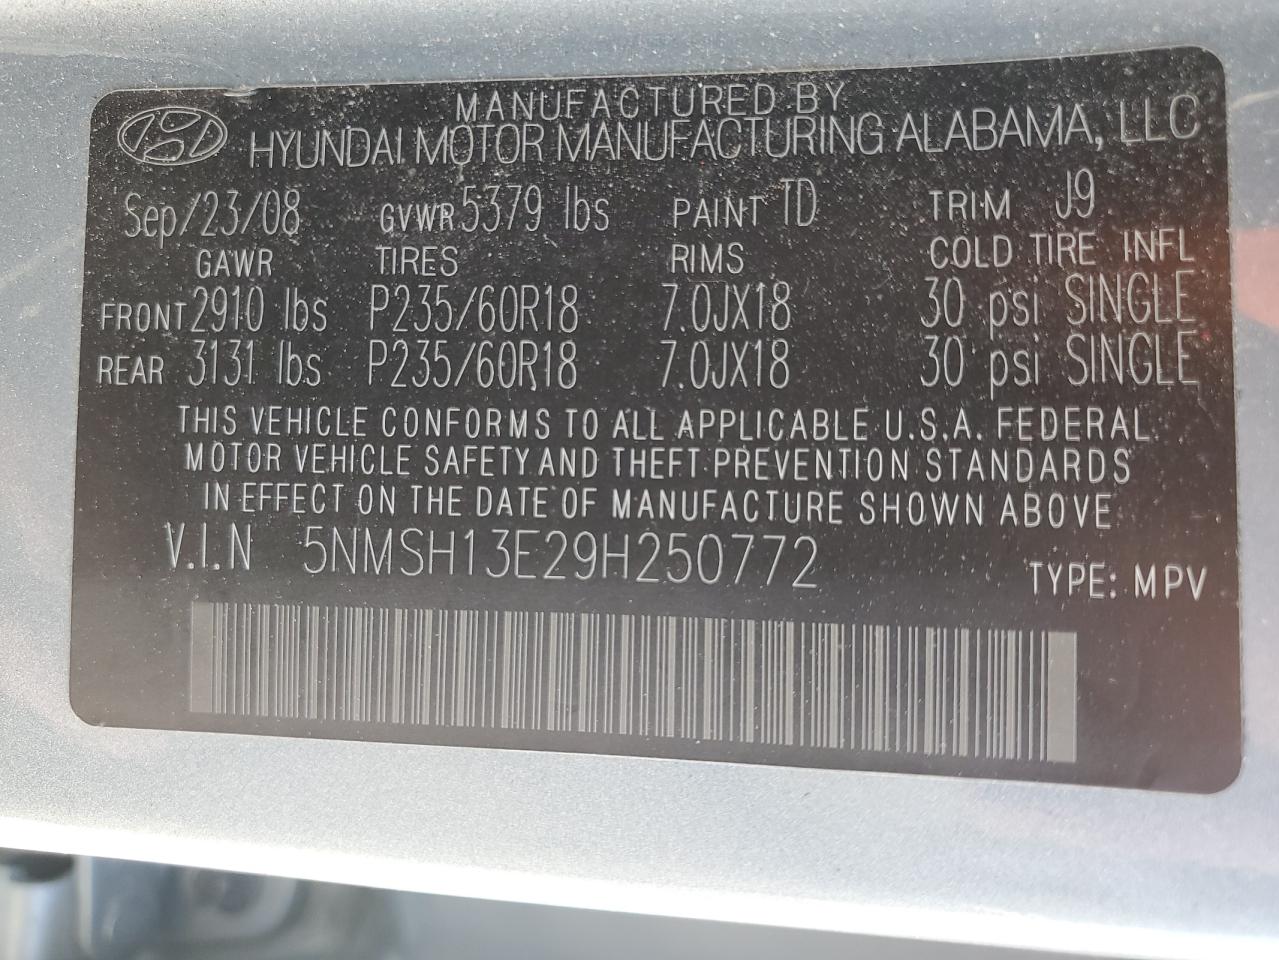 MANUFACTURED BY
HYUNDAI MOTOR MANUFACTURING ALABAMA, LLC
Sep/23/08 GVWR 5379 lbs PAINT TD TRIM J9
GAWR TIRES RIMS COLD TIRE INFL
FRONT 2910 lbs P235/60R18 7.0JX18 30 psi SINGLE
REAR 3131 lbs P235/60R18 7.0JX18 30 psi SINGLE
THIS VEHICLE CONFORMS TO ALL APPLICABLE U.S.A. FEDERAL
MOTOR VEHICLE SAFETY AND THEFT PREVENTION STANDARDS
IN EFFECT ON THE DATE OF MANUFACTURE SHOWN ABOVE
V.I.N 5NMSH13E29H250772
TYPE: MPV